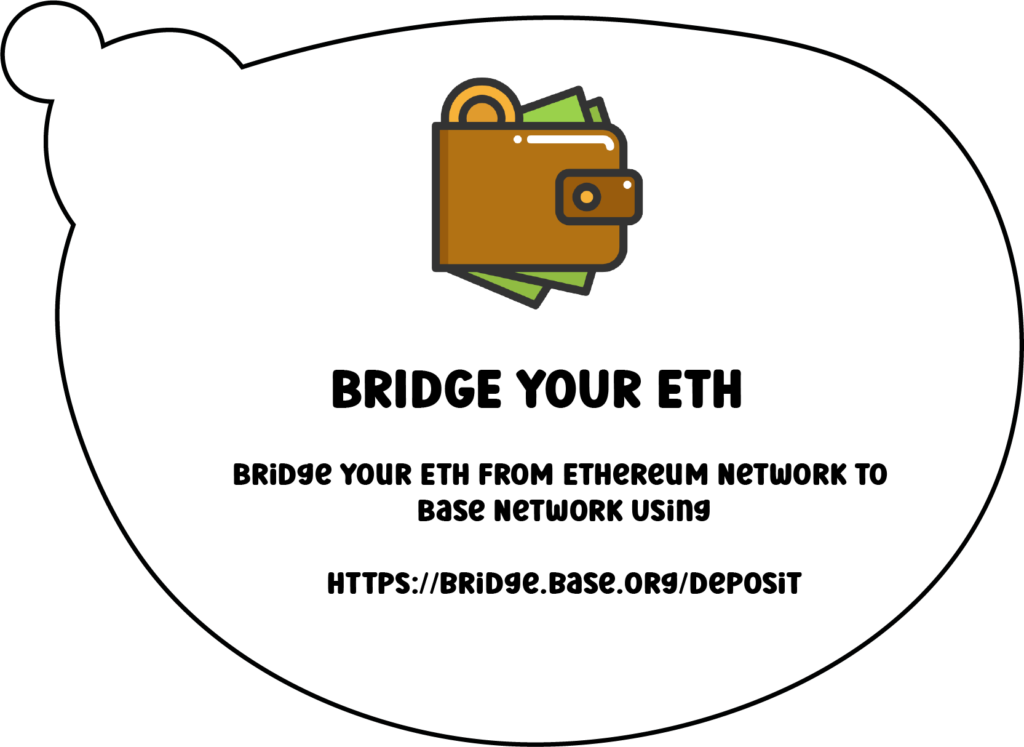 BRIDGE YOUR ETH
Bridge your ETH from Ethereum Network to
Base Network using
https://bridge.base.org/deposit